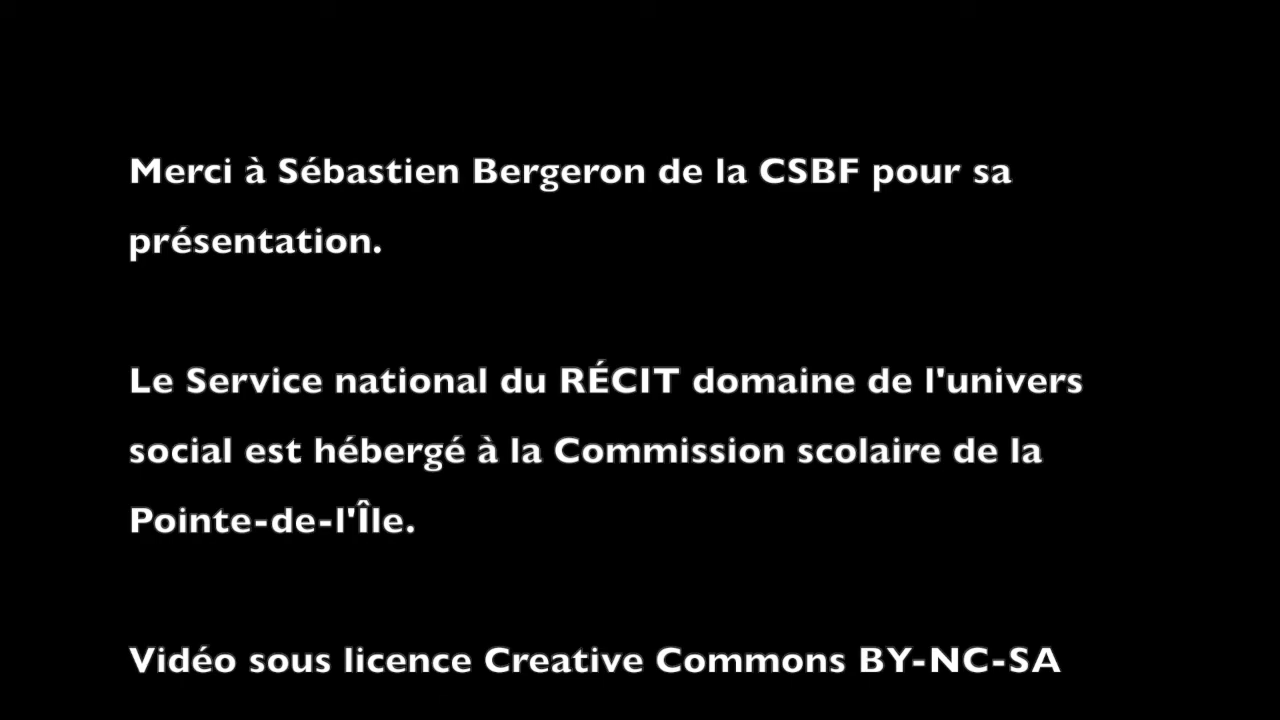 Merci à Sébastien Bergeron de la CSBF pour sa
présentation.
Le Service national du RÉCIT domaine de l'univers
social est hébergé à la Commission scolaire de la
Pointe-de-l'Île.
Vidéo sous licence Creative Commons BY-NC-SA